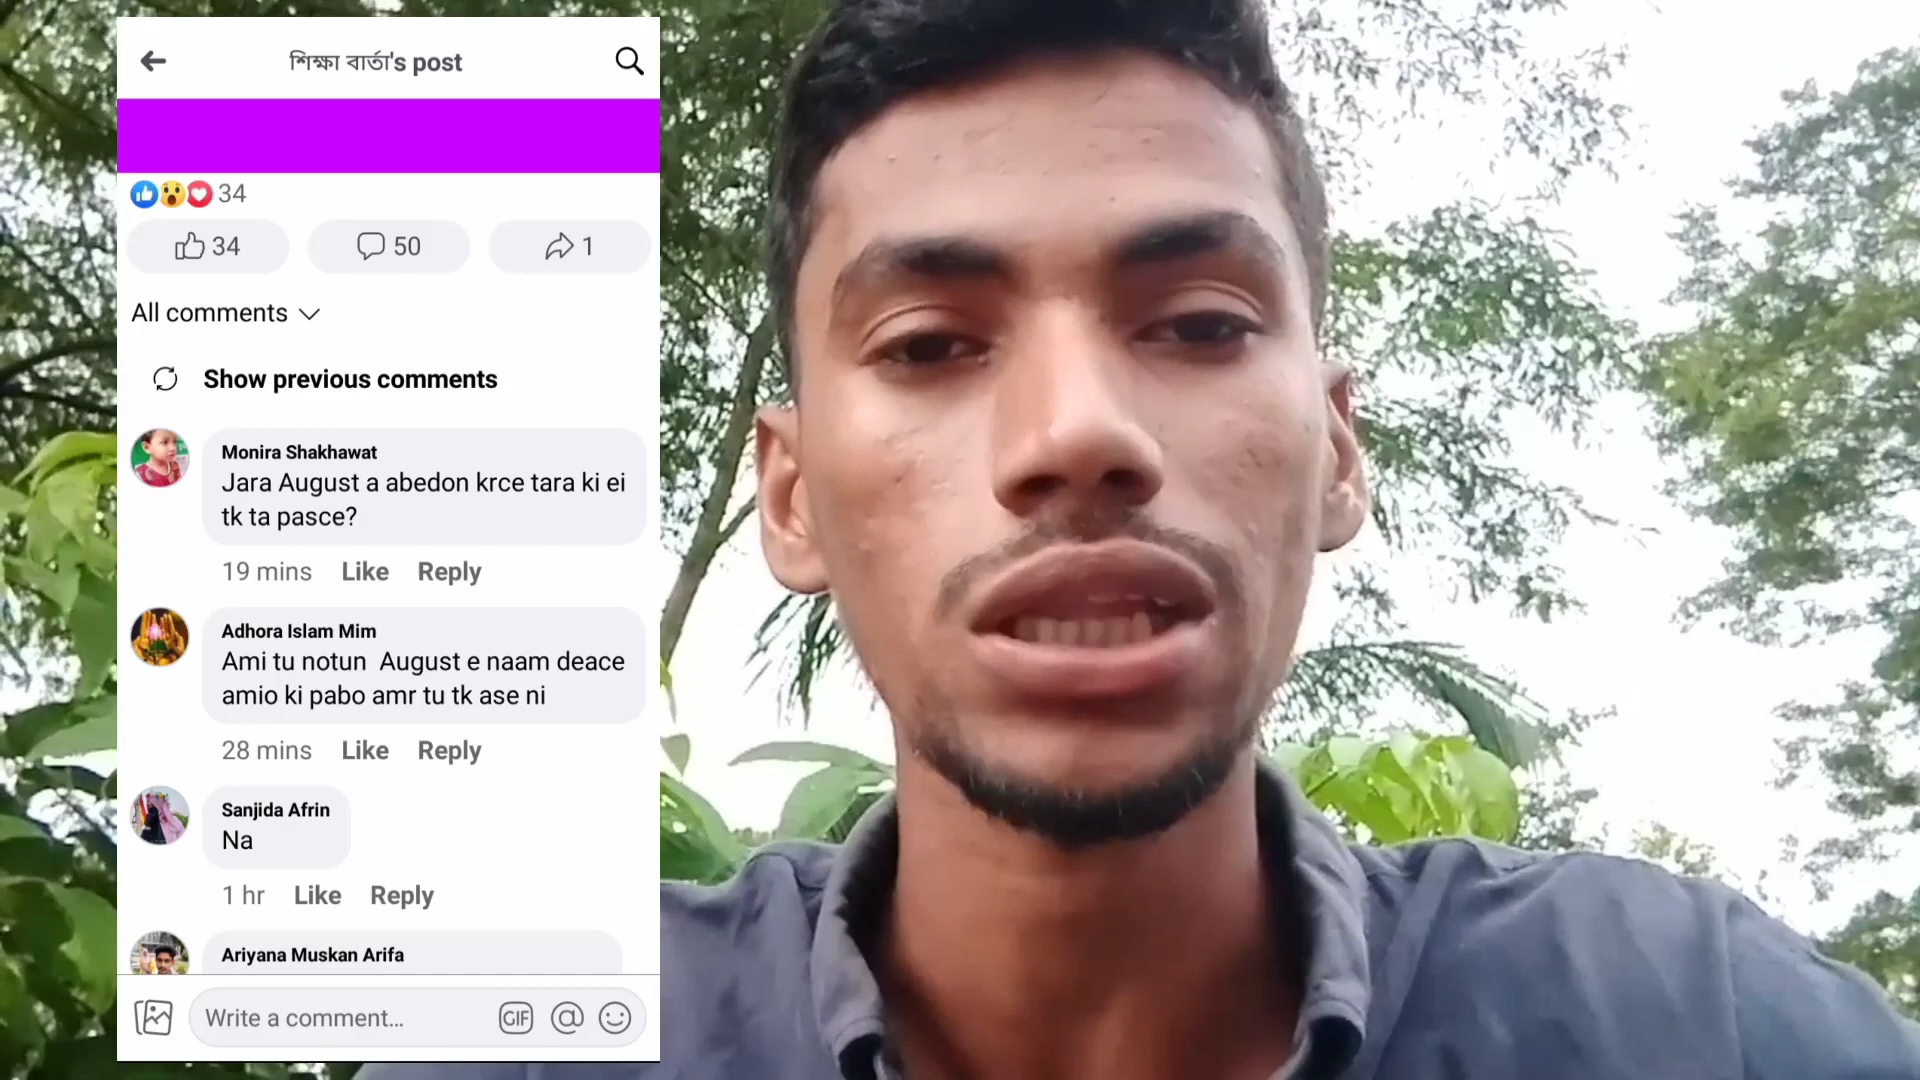 শিক্ষা বার্তা's post
34
34
50
1
All comments
Show previous comments
Monira Shakhawat
Jara August a abedon krce tara ki ei
tk ta pasce?
19 mins Like Reply
Adhora Islam Mim
Ami tu notun August e naam deace
amio ki pabo amr tu tk ase ni
28 mins Like Reply
Sanjida Afrin
Na
1 hr Like Reply
Ariyana Muskan Arifa
Write a comment...
GIF